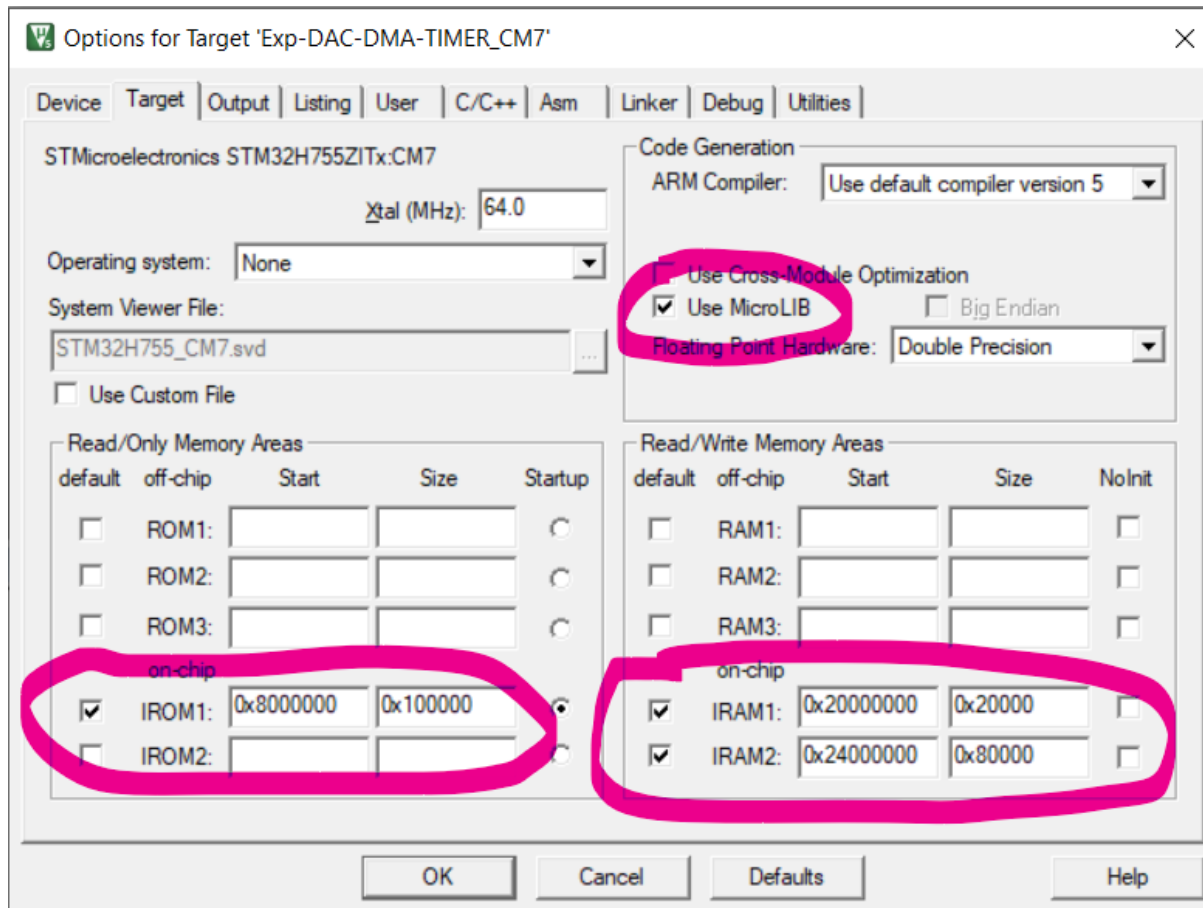 Options for Target 'Exp-DAC-DMA-TIMER_CM7'
Device Target Output Listing User C/C++ Asm Linker Debug Utilities
STMicroelectronics STM32H755ZITx:CM7
Xtal (MHz): 64.0
Operating system: None
System Viewer File:
STM32H755_CM7.svd ...
Use Custom File
Code Generation
ARM Compiler: Use default compiler version 5
Use Cross-Module Optimization
Use MicroLIB Big Endian
Floating Point Hardware: Double Precision
Read/Only Memory Areas
default off-chip Start Size Startup
ROM1:
ROM2:
ROM3:
on-chip
IROM1: 0x8000000 0x100000
IROM2:
Read/Write Memory Areas
default off-chip Start Size NoInit
RAM1:
RAM2:
RAM3:
on-chip
IRAM1: 0x20000000 0x20000
IRAM2: 0x24000000 0x80000
OK Cancel Defaults Help